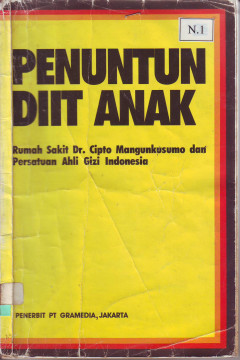 N.1
PENUNTUN
DIIT ANAK
Rumah Sakit Dr. Cipto Mangunkusumo dan
Persatuan Ahli Gizi Indonesia
PENERBIT PT GRAMEDIA, JAKARTA